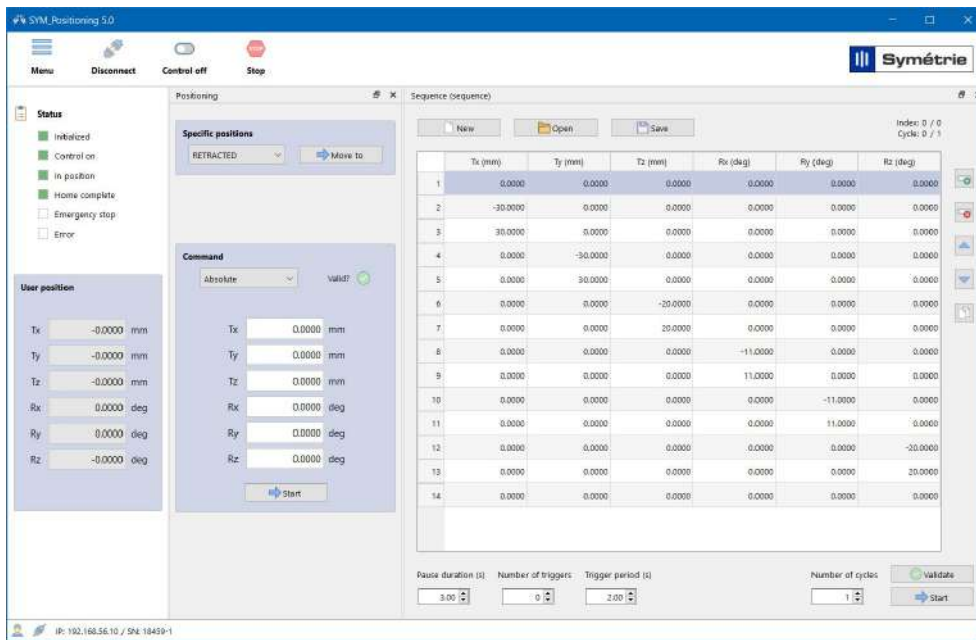 SYM_Positioning 5.0
Menu Disconnect Control off STOP Stop Symétrie
Positioning
Sequence (sequence)
Status
Initialized
Control on
In position
Home complete
Emergency stop
Error
User position
Tx -0.0000 mm
Ty -0.0000 mm
Tz -0.0000 mm
Rx 0.0000 deg
Ry 0.0000 deg
Rz -0.0000 deg
Specific positions
RETRACTED Move to
Command
Absolute Valid?
Tx 0.0000 mm
Ty 0.0000 mm
Tz 0.0000 mm
Rx 0.0000 deg
Ry 0.0000 deg
Rz 0.0000 deg
Start
New Open Save
Index: 0 / 0
Cycle: 0 / 1
Tx (mm) Ty (mm) Tz (mm) Rx (deg) Ry (deg) Rz (deg)
1 0.0000 0.0000 0.0000 0.0000 0.0000 0.0000
2 -30.0000 0.0000 0.0000 0.0000 0.0000 0.0000
3 30.0000 0.0000 0.0000 0.0000 0.0000 0.0000
4 0.0000 -30.0000 0.0000 0.0000 0.0000 0.0000
5 0.0000 30.0000 0.0000 0.0000 0.0000 0.0000
6 0.0000 0.0000 -20.0000 0.0000 0.0000 0.0000
7 0.0000 0.0000 20.0000 0.0000 0.0000 0.0000
8 0.0000 0.0000 0.0000 -11.0000 0.0000 0.0000
9 0.0000 0.0000 0.0000 11.0000 0.0000 0.0000
10 0.0000 0.0000 0.0000 0.0000 -11.0000 0.0000
11 0.0000 0.0000 0.0000 0.0000 11.0000 0.0000
12 0.0000 0.0000 0.0000 0.0000 0.0000 -20.0000
13 0.0000 0.0000 0.0000 0.0000 0.0000 20.0000
14 0.0000 0.0000 0.0000 0.0000 0.0000 0.0000
Pause duration (s) Number of triggers Trigger period (s) Number of cycles Validate
3.00 0 2.00 1 Start
IP: 192.168.56.10 / SN: 18459-1